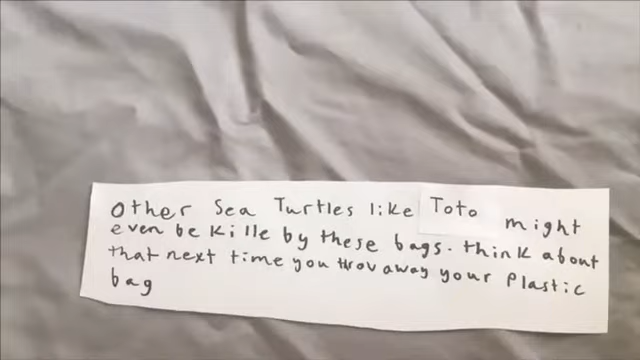 Other Sea Turtles like Toto might
even be kille by these bags. think about
that next time you throv away your plastic
bag